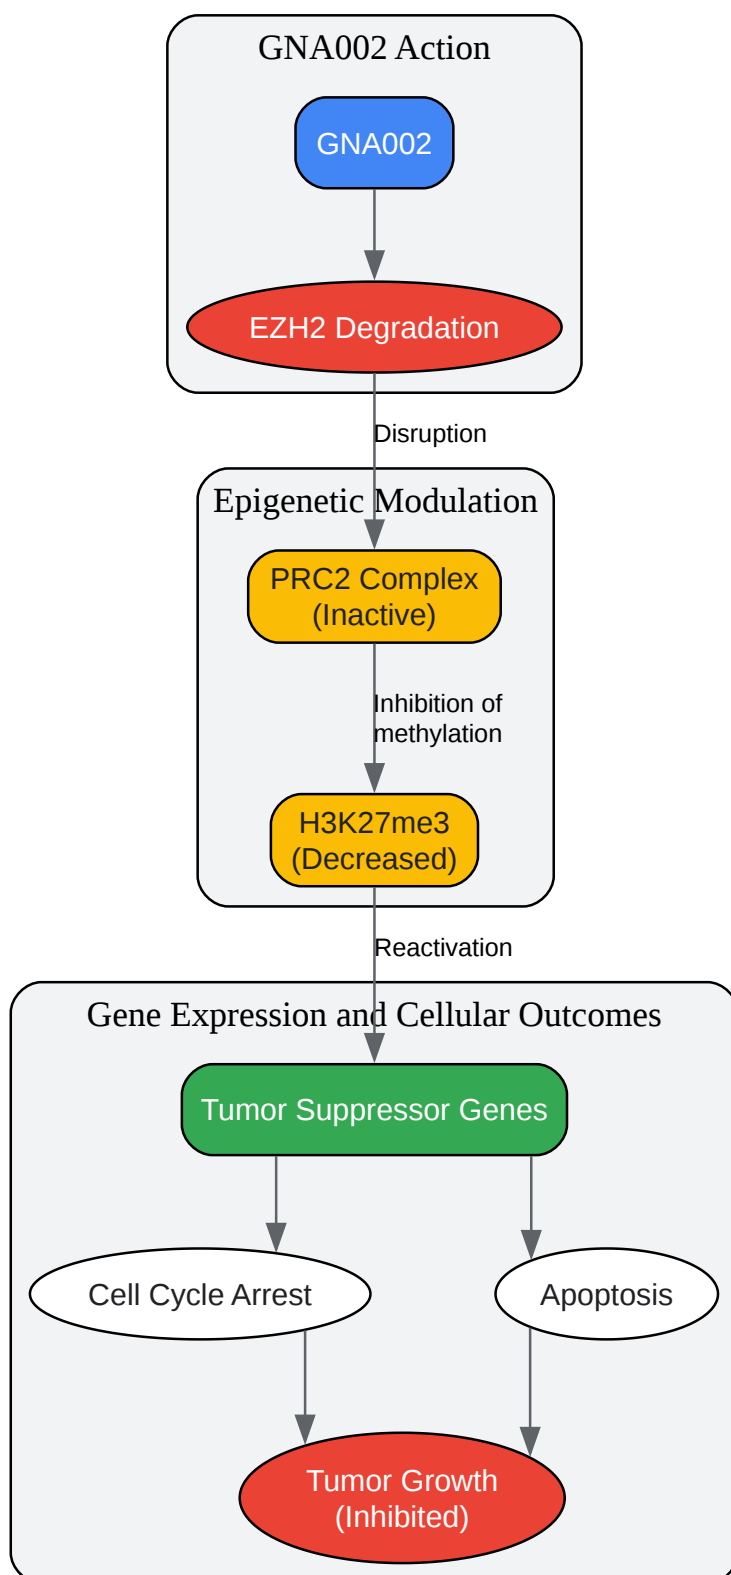 GNA002 Action
GNA002
EZH2 Degradation
Disruption
Epigenetic Modulation
PRC2 Complex
(Inactive)
Inhibition of
methylation
H3K27me3
(Decreased)
Reactivation
Gene Expression and Cellular Outcomes
Tumor Suppressor Genes
Cell Cycle Arrest
Apoptosis
Tumor Growth
(Inhibited)